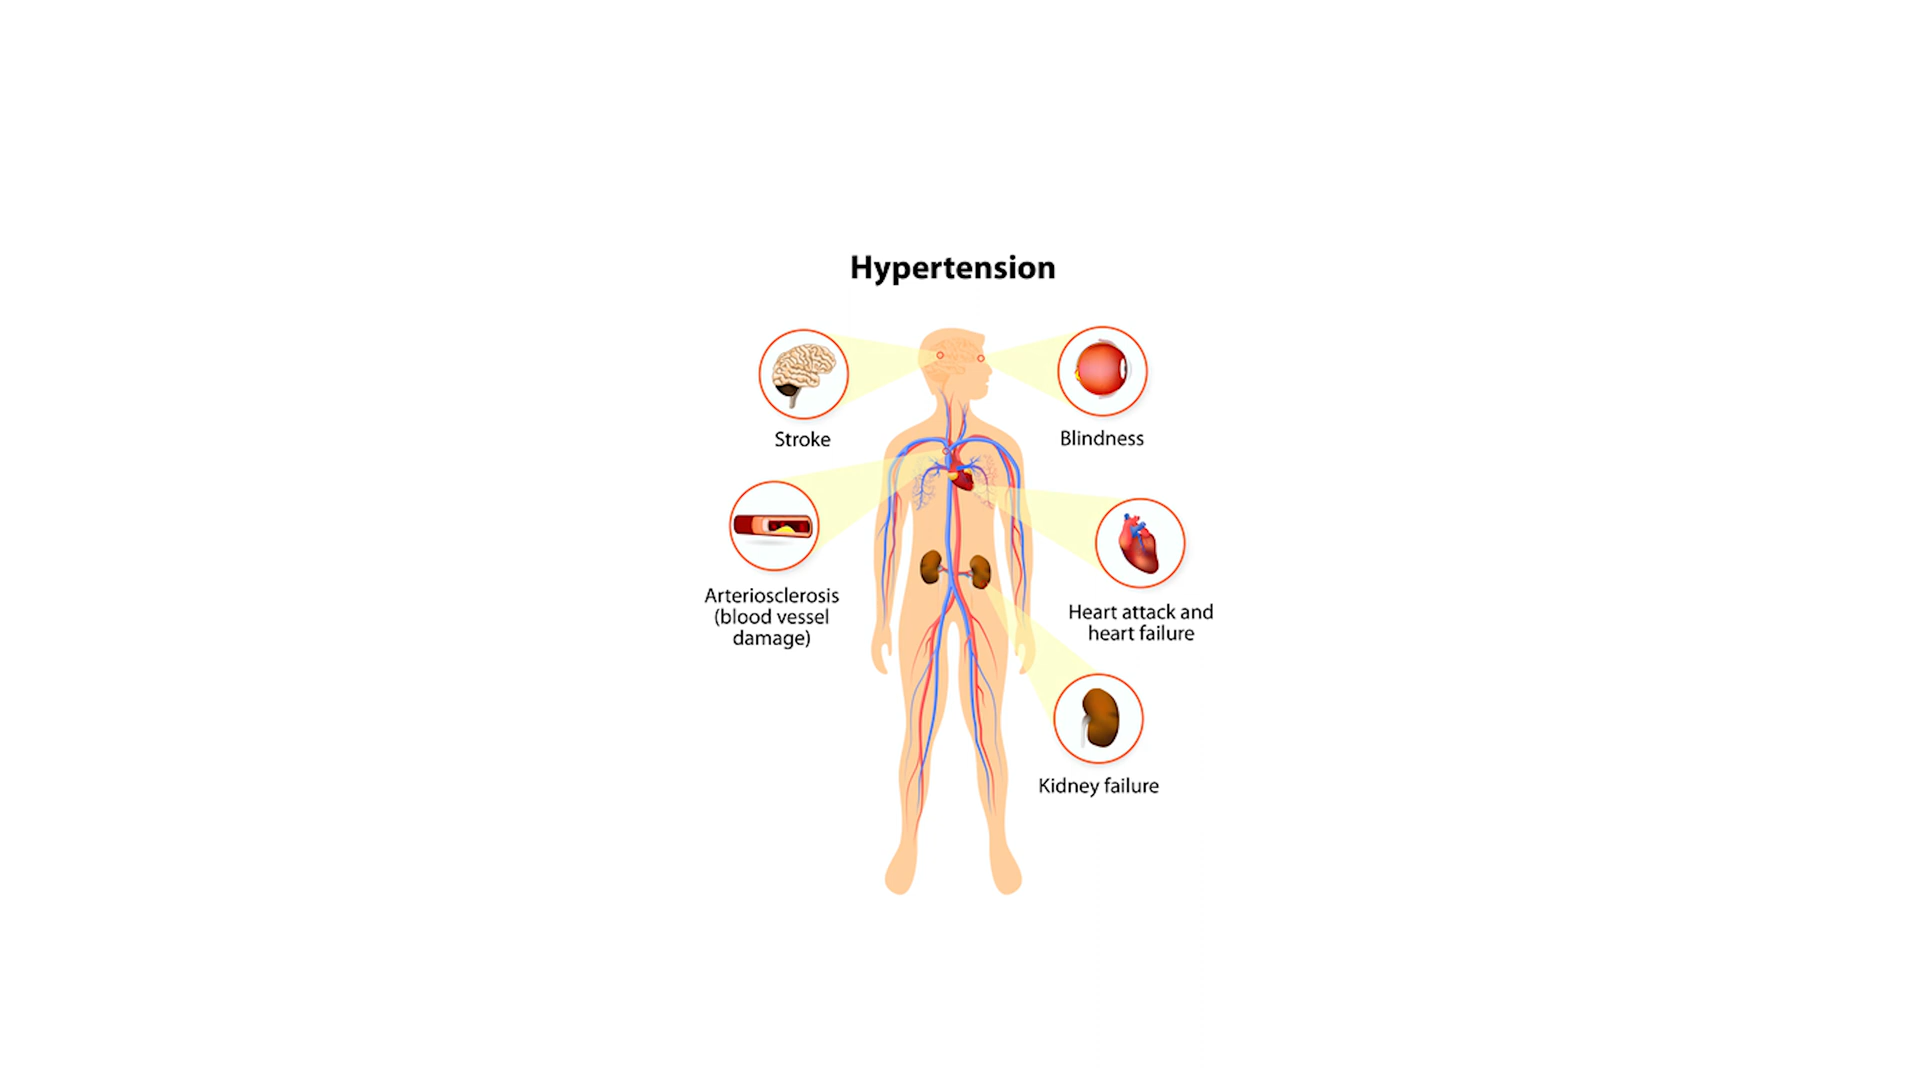 Hypertension
Stroke
Blindness
Arteriosclerosis
(blood vessel
damage)
Heart attack and
heart failure
Kidney failure